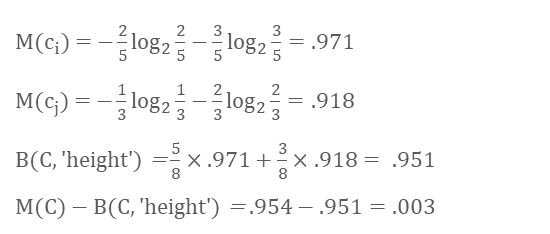 M(cᵢ) = −2/5 log₂ 2/5 − 3/5 log₂ 3/5 = .971
M(cⱼ) = −1/3 log₂ 1/3 − 2/3 log₂ 2/3 = .918
B(C, 'height') = 5/8 × .971 + 3/8 × .918 = .951
M(C) − B(C, 'height') = .954 − .951 = .003